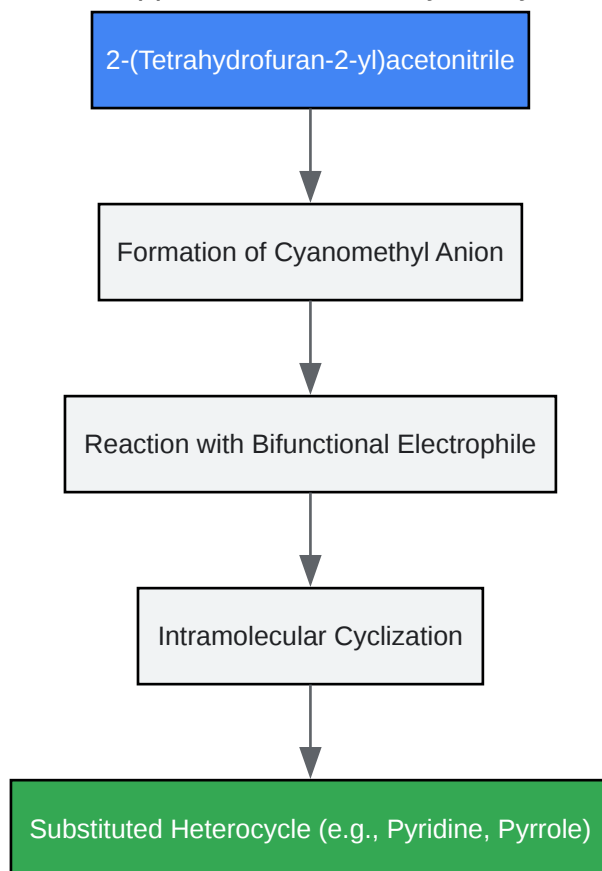 2-(Tetrahydrofuran-2-yl)acetonitrile
Formation of Cyanomethyl Anion
Reaction with Bifunctional Electrophile
Intramolecular Cyclization
Substituted Heterocycle (e.g., Pyridine, Pyrrole)